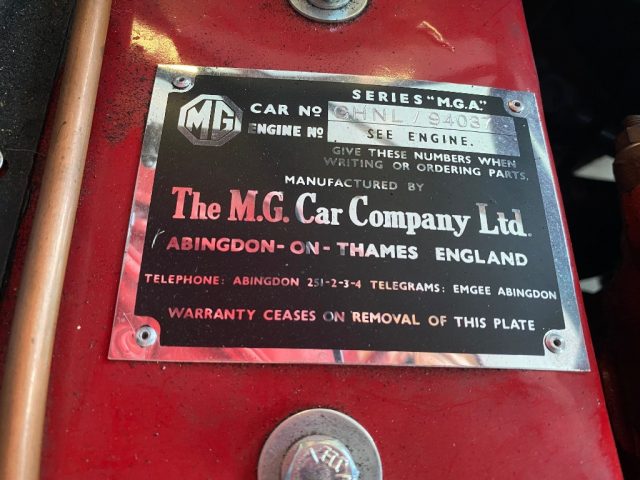 SERIES "M.G.A."
MG CAR Nº GHNL / 94037
ENGINE Nº SEE ENGINE.
GIVE THESE NUMBERS WHEN
WRITING OR ORDERING PARTS.
MANUFACTURED BY
The M.G. Car Company Ltd.
ABINGDON-ON-THAMES ENGLAND
TELEPHONE: ABINGDON 251-2-3-4 TELEGRAMS: EMGEE ABINGDON
WARRANTY CEASES ON REMOVAL OF THIS PLATE